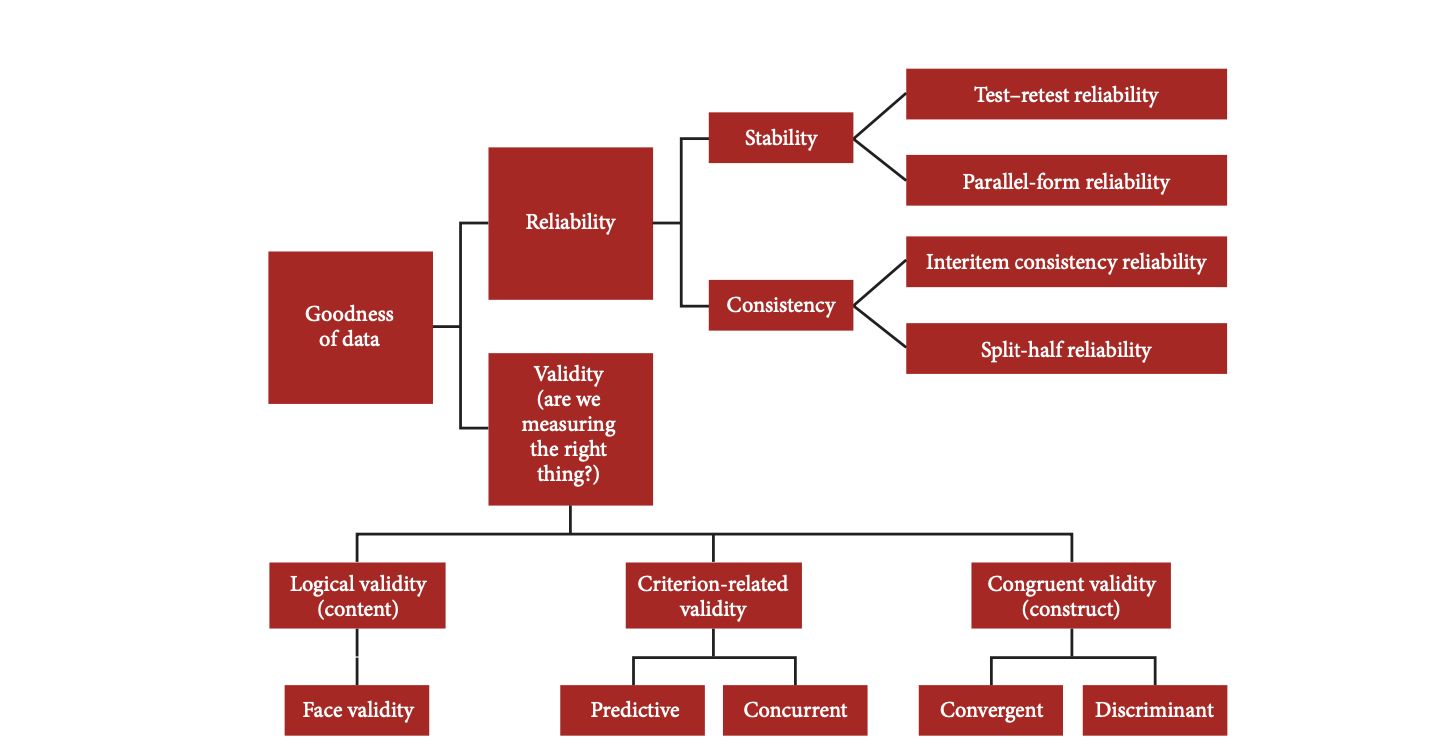 Test–retest reliability
Stability
Parallel-form reliability
Reliability
Interitem consistency reliability
Consistency
Split-half reliability
Goodness
of data
Validity
(are we
measuring
the right
thing?)
Logical validity
(content)
Criterion-related
validity
Congruent validity
(construct)
Face validity
Predictive
Concurrent
Convergent
Discriminant